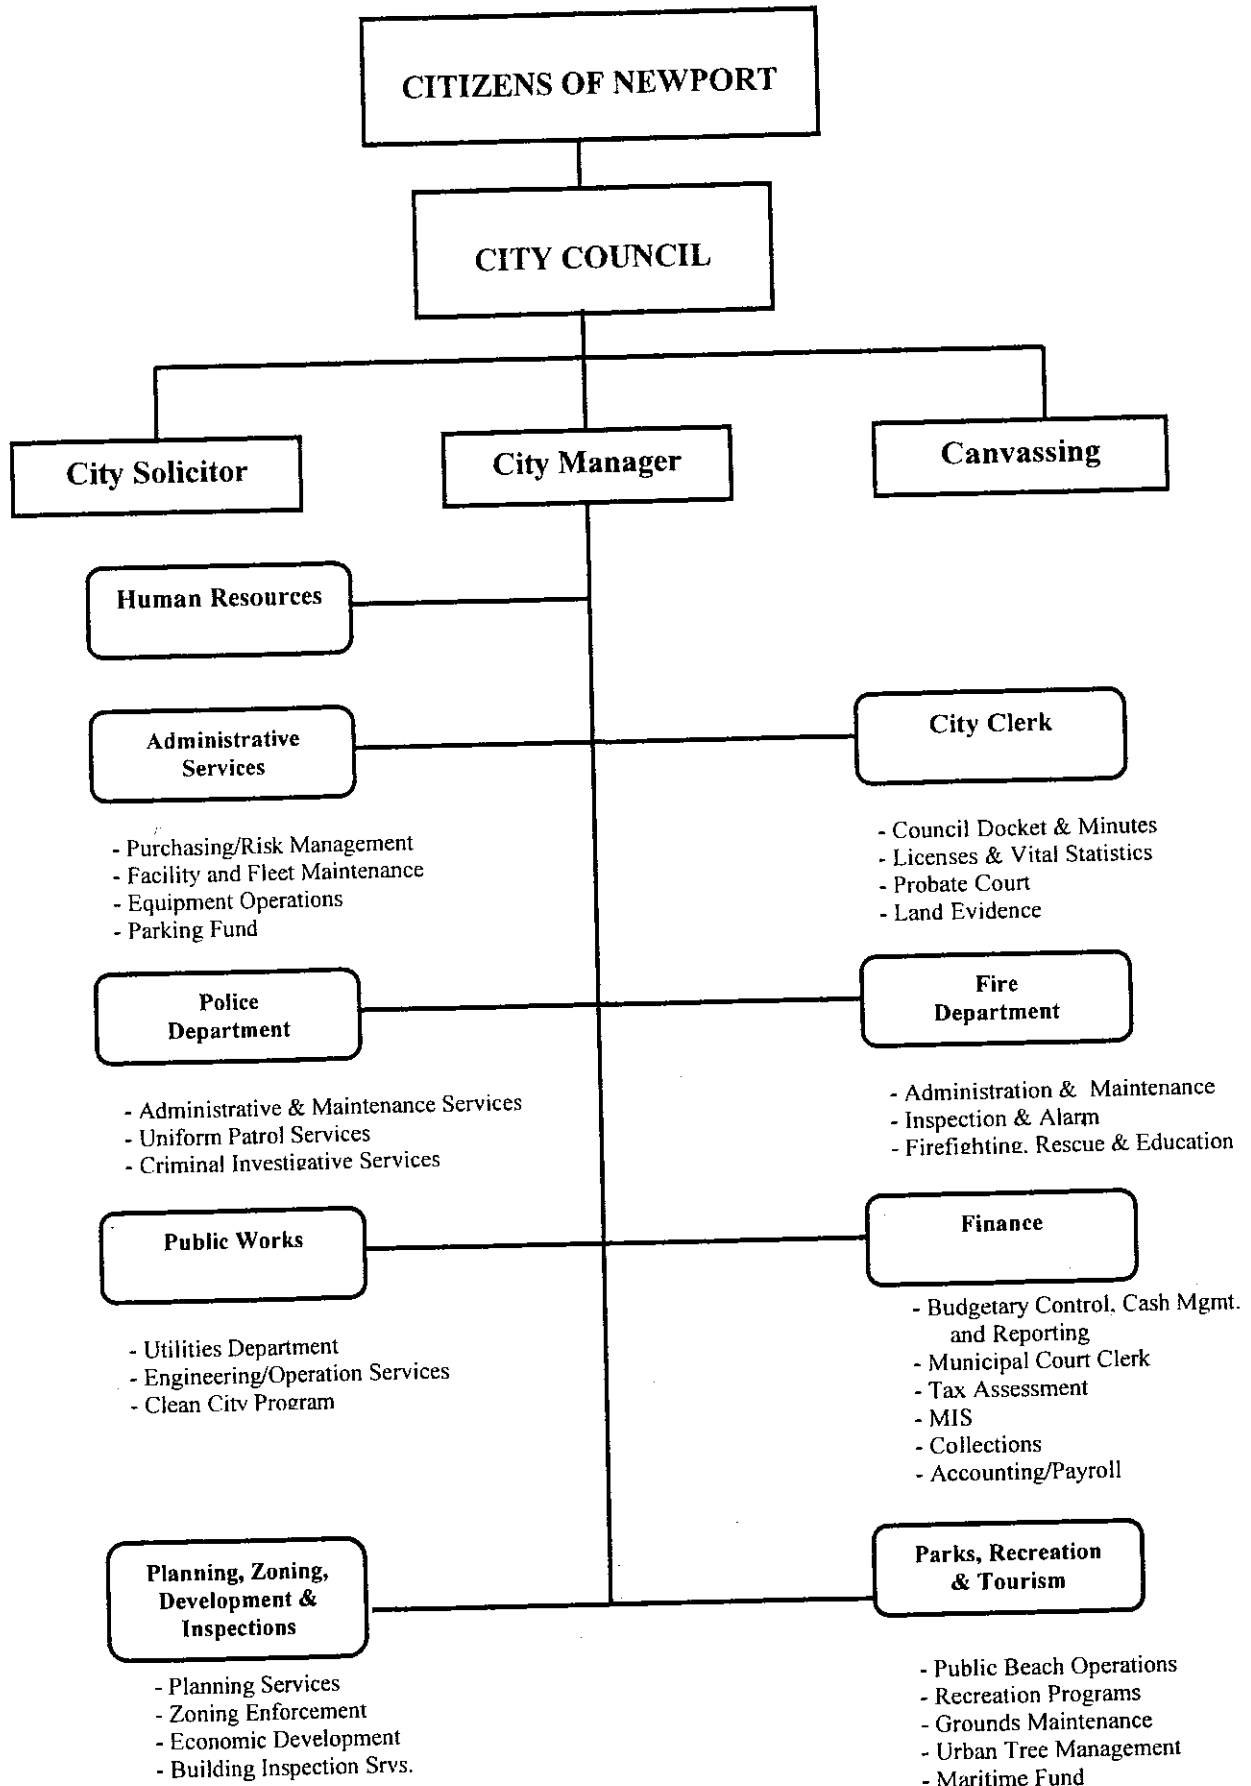 CITIZENS OF NEWPORT
CITY COUNCIL
City Solicitor
City Manager
Canvassing
Human Resources
Administrative
Services
- Purchasing/Risk Management
- Facility and Fleet Maintenance
- Equipment Operations
- Parking Fund
City Clerk
- Council Docket & Minutes
- Licenses & Vital Statistics
- Probate Court
- Land Evidence
Police
Department
- Administrative & Maintenance Services
- Uniform Patrol Services
- Criminal Investigative Services
Fire
Department
- Administration & Maintenance
- Inspection & Alarm
- Firefighting, Rescue & Education
Public Works
- Utilities Department
- Engineering/Operation Services
- Clean City Program
Finance
- Budgetary Control, Cash Mgmt.
and Reporting
- Municipal Court Clerk
- Tax Assessment
- MIS
- Collections
- Accounting/Payroll
Planning, Zoning,
Development &
Inspections
- Planning Services
- Zoning Enforcement
- Economic Development
- Building Inspection Srvs.
Parks, Recreation
& Tourism
- Public Beach Operations
- Recreation Programs
- Grounds Maintenance
- Urban Tree Management
- Maritime Fund